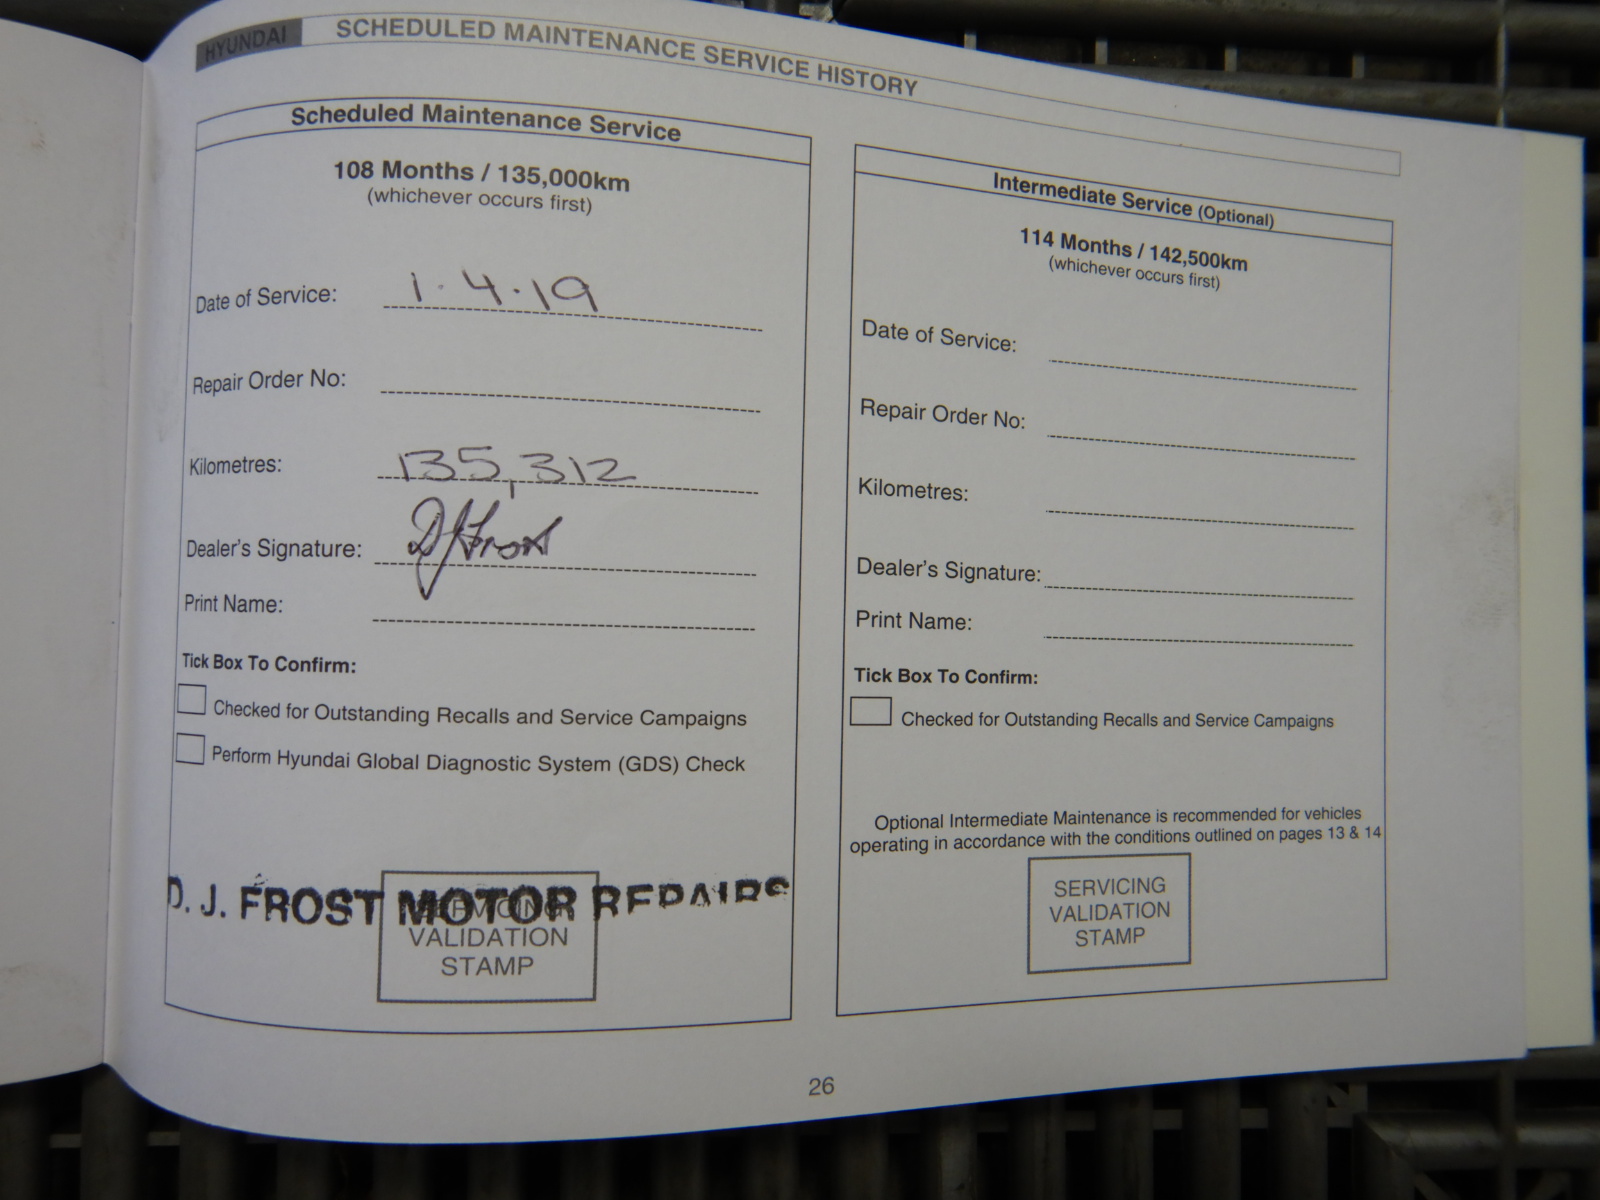 HYUNDAI
SCHEDULED MAINTENANCE SERVICE HISTORY
Scheduled Maintenance Service
108 Months / 135,000km
(whichever occurs first)
Date of Service: 1.4.19
Repair Order No:
Kilometres: 135,312
Dealer's Signature: DJFrost
Print Name:
Tick Box To Confirm:
Checked for Outstanding Recalls and Service Campaigns
Perform Hyundai Global Diagnostic System (GDS) Check
D. J. FROST MOTOR REPAIRS
SERVICING
VALIDATION
STAMP
Intermediate Service (Optional)
114 Months / 142,500km
(whichever occurs first)
Date of Service:
Repair Order No:
Kilometres:
Dealer's Signature:
Print Name:
Tick Box To Confirm:
Checked for Outstanding Recalls and Service Campaigns
Optional Intermediate Maintenance is recommended for vehicles
operating in accordance with the conditions outlined on pages 13 & 14
SERVICING
VALIDATION
STAMP
26